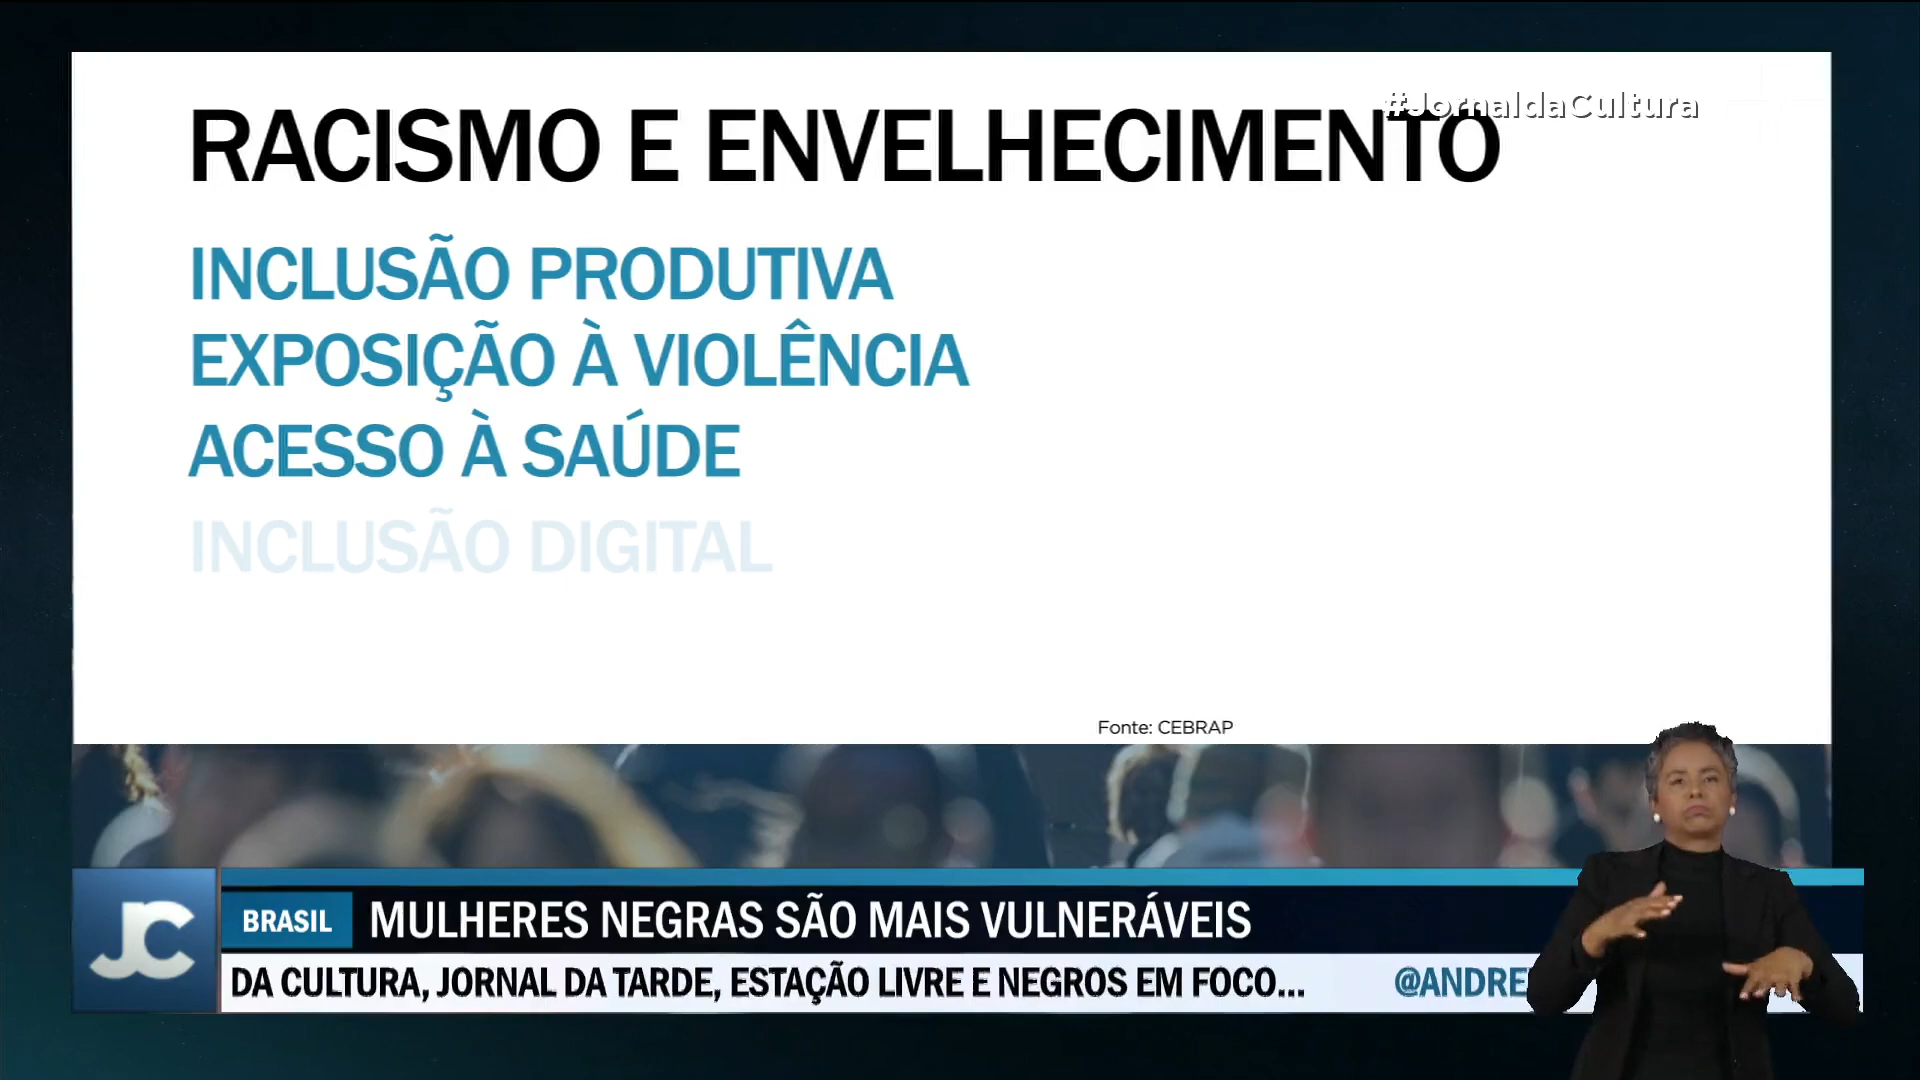 #JornaldaCultura
RACISMO E ENVELHECIMENTO
INCLUSÃO PRODUTIVA
EXPOSIÇÃO À VIOLÊNCIA
ACESSO À SAÚDE
INCLUSÃO DIGITAL
Fonte: CEBRAP
JC
BRASIL
MULHERES NEGRAS SÃO MAIS VULNERÁVEIS
DA CULTURA, JORNAL DA TARDE, ESTAÇÃO LIVRE E NEGROS EM FOCO...